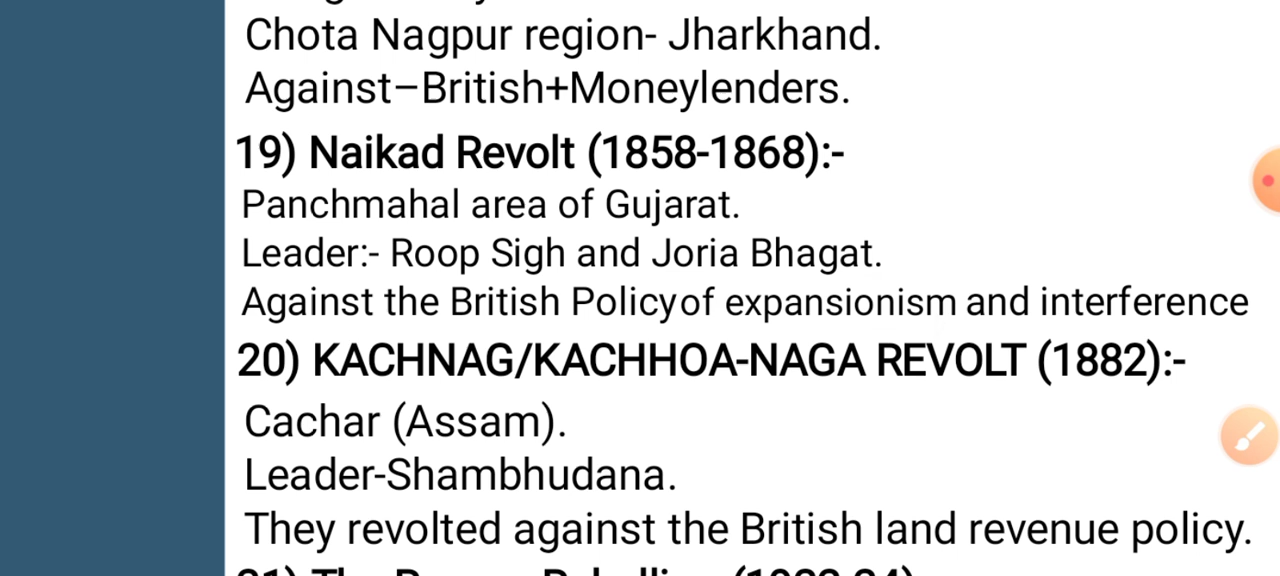 Chota Nagpur region- Jharkhand.
Against–British+Moneylenders.
19) Naikad Revolt (1858-1868):-
Panchmahal area of Gujarat.
Leader:- Roop Sigh and Joria Bhagat.
Against the British Policyof expansionism and interference
20) KACHNAG/KACHHOA-NAGA REVOLT (1882):-
Cachar (Assam).
Leader-Shambhudana.
They revolted against the British land revenue policy.